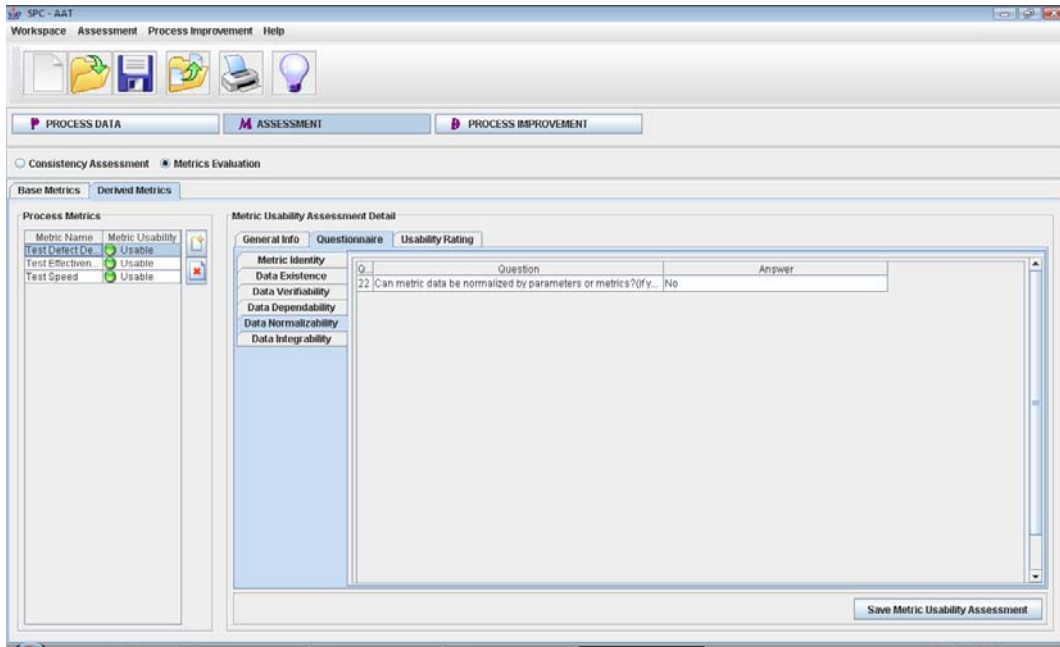 SPC - AAT
Workspace Assessment Process Improvement Help
PROCESS DATA
ASSESSMENT
PROCESS IMPROVEMENT
Consistency Assessment Metrics Evaluation
Base Metrics Derived Metrics
Process Metrics
Metric Name Metric Usability
Test Defect De... Usable
Test Effectiven... Usable
Test Speed Usable
Metric Usability Assessment Detail
General Info Questionnaire Usability Rating
Metric Identity
Data Existence
Data Verifiability
Data Dependability
Data Normalizability
Data Integrability
Q... Question Answer
22 Can metric data be normalized by parameters or metrics?(If y... No
Save Metric Usability Assessment